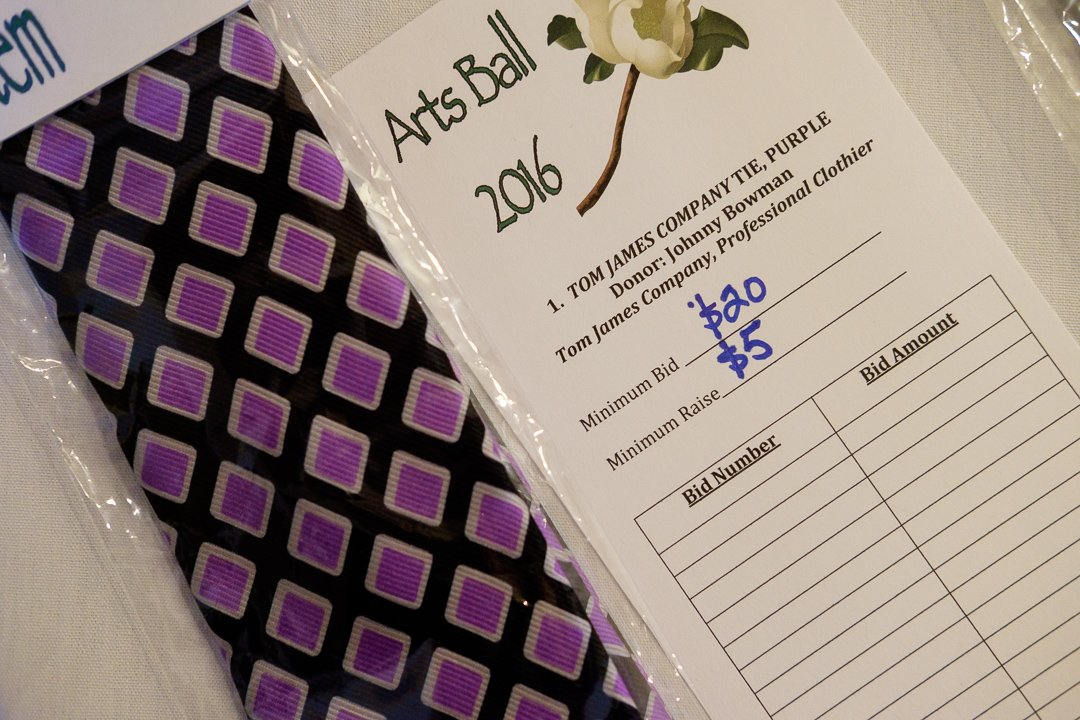 Arts Ball
2016
1. TOM JAMES COMPANY TIE, PURPLE
Donor: Johnny Bowman
Tom James Company, Professional Clothier
Minimum Bid $20
Minimum Raise $5
Bid Number Bid Amount